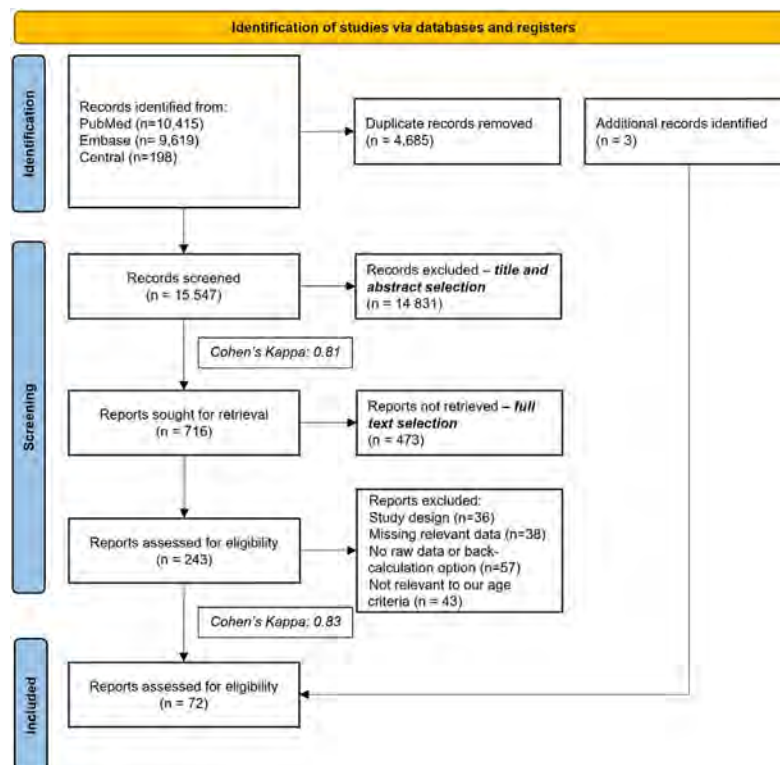 Identification of studies via databases and registers
Identification
Records identified from:
PubMed (n=10,415)
Embase (n= 9,619)
Central (n=198)
Duplicate records removed
(n = 4,685)
Additional records identified
(n = 3)
Screening
Records screened
(n = 15 547)
Records excluded – title and
abstract selection
(n = 14 831)
Cohen's Kappa: 0.81
Reports sought for retrieval
(n = 716)
Reports not retrieved – full
text selection
(n = 473)
Reports assessed for eligibility
(n = 243)
Reports excluded:
Study design (n=36)
Missing relevant data (n=38)
No raw data or back-
calculation option (n=57)
Not relevant to our age
criteria (n = 43)
Cohen's Kappa: 0.83
Included
Reports assessed for eligibility
(n = 72)